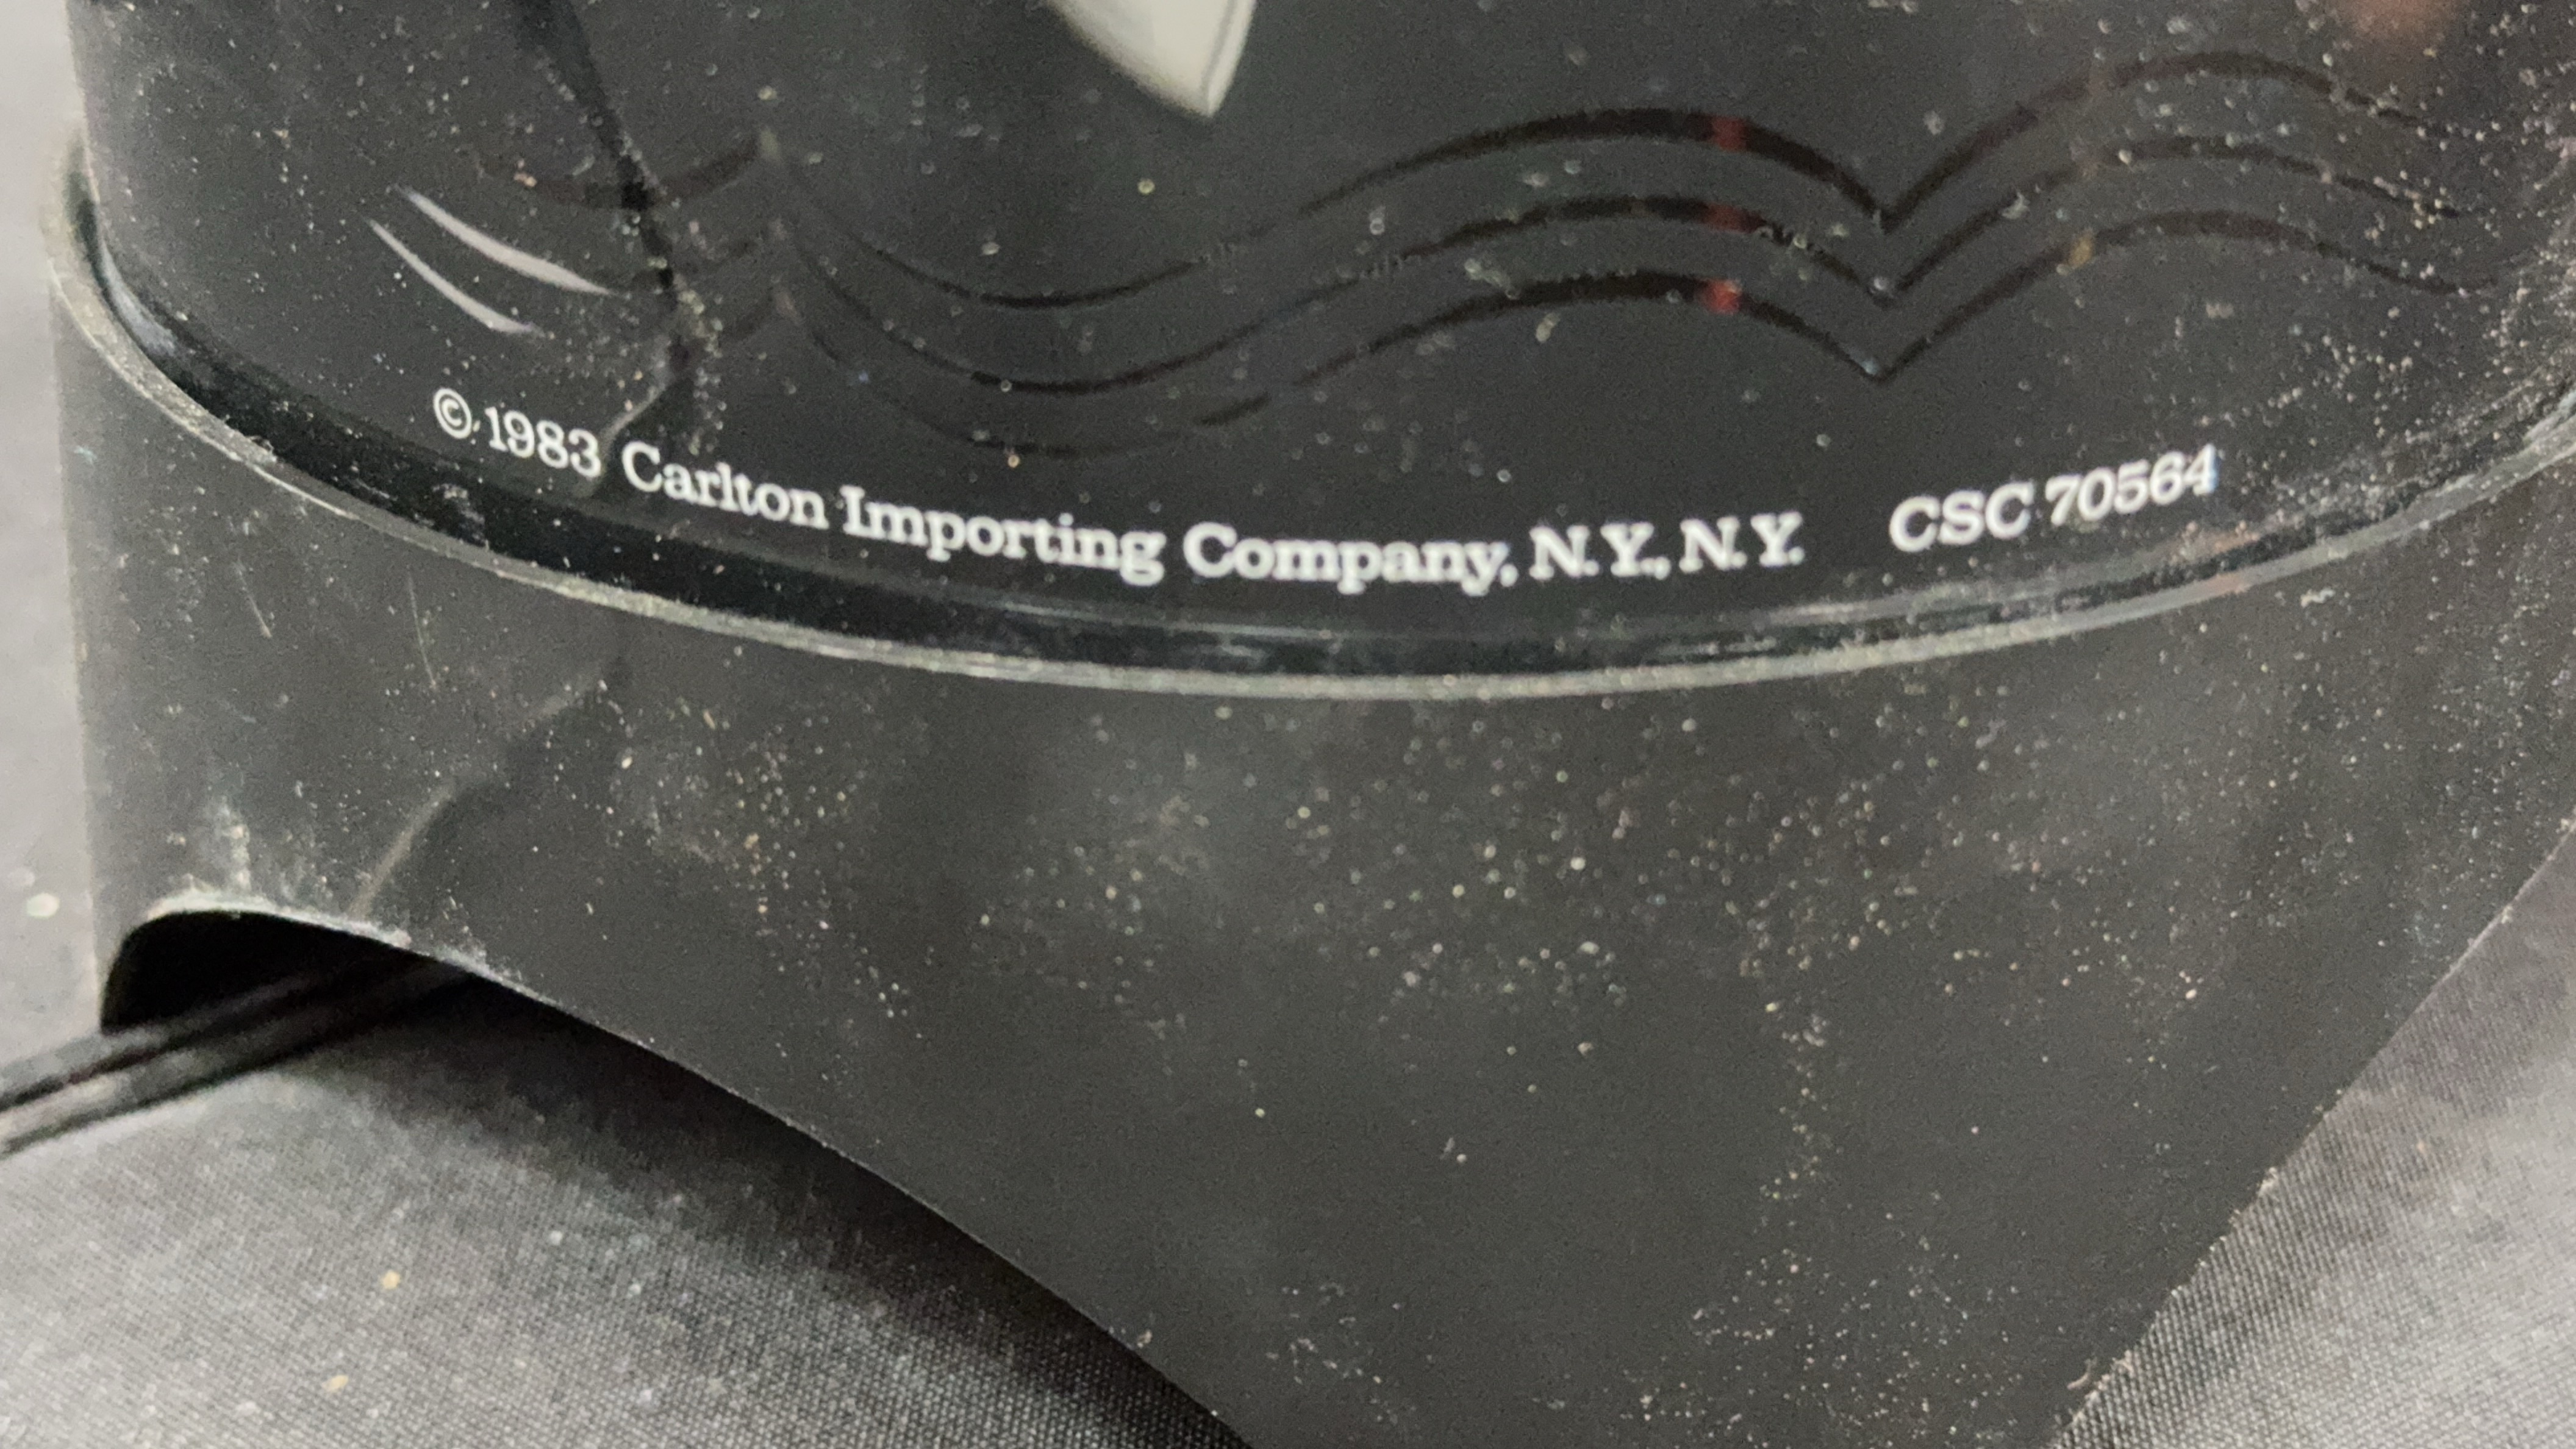 © 1983 Carlton Importing Company, N.Y., N.Y. CSC 70564